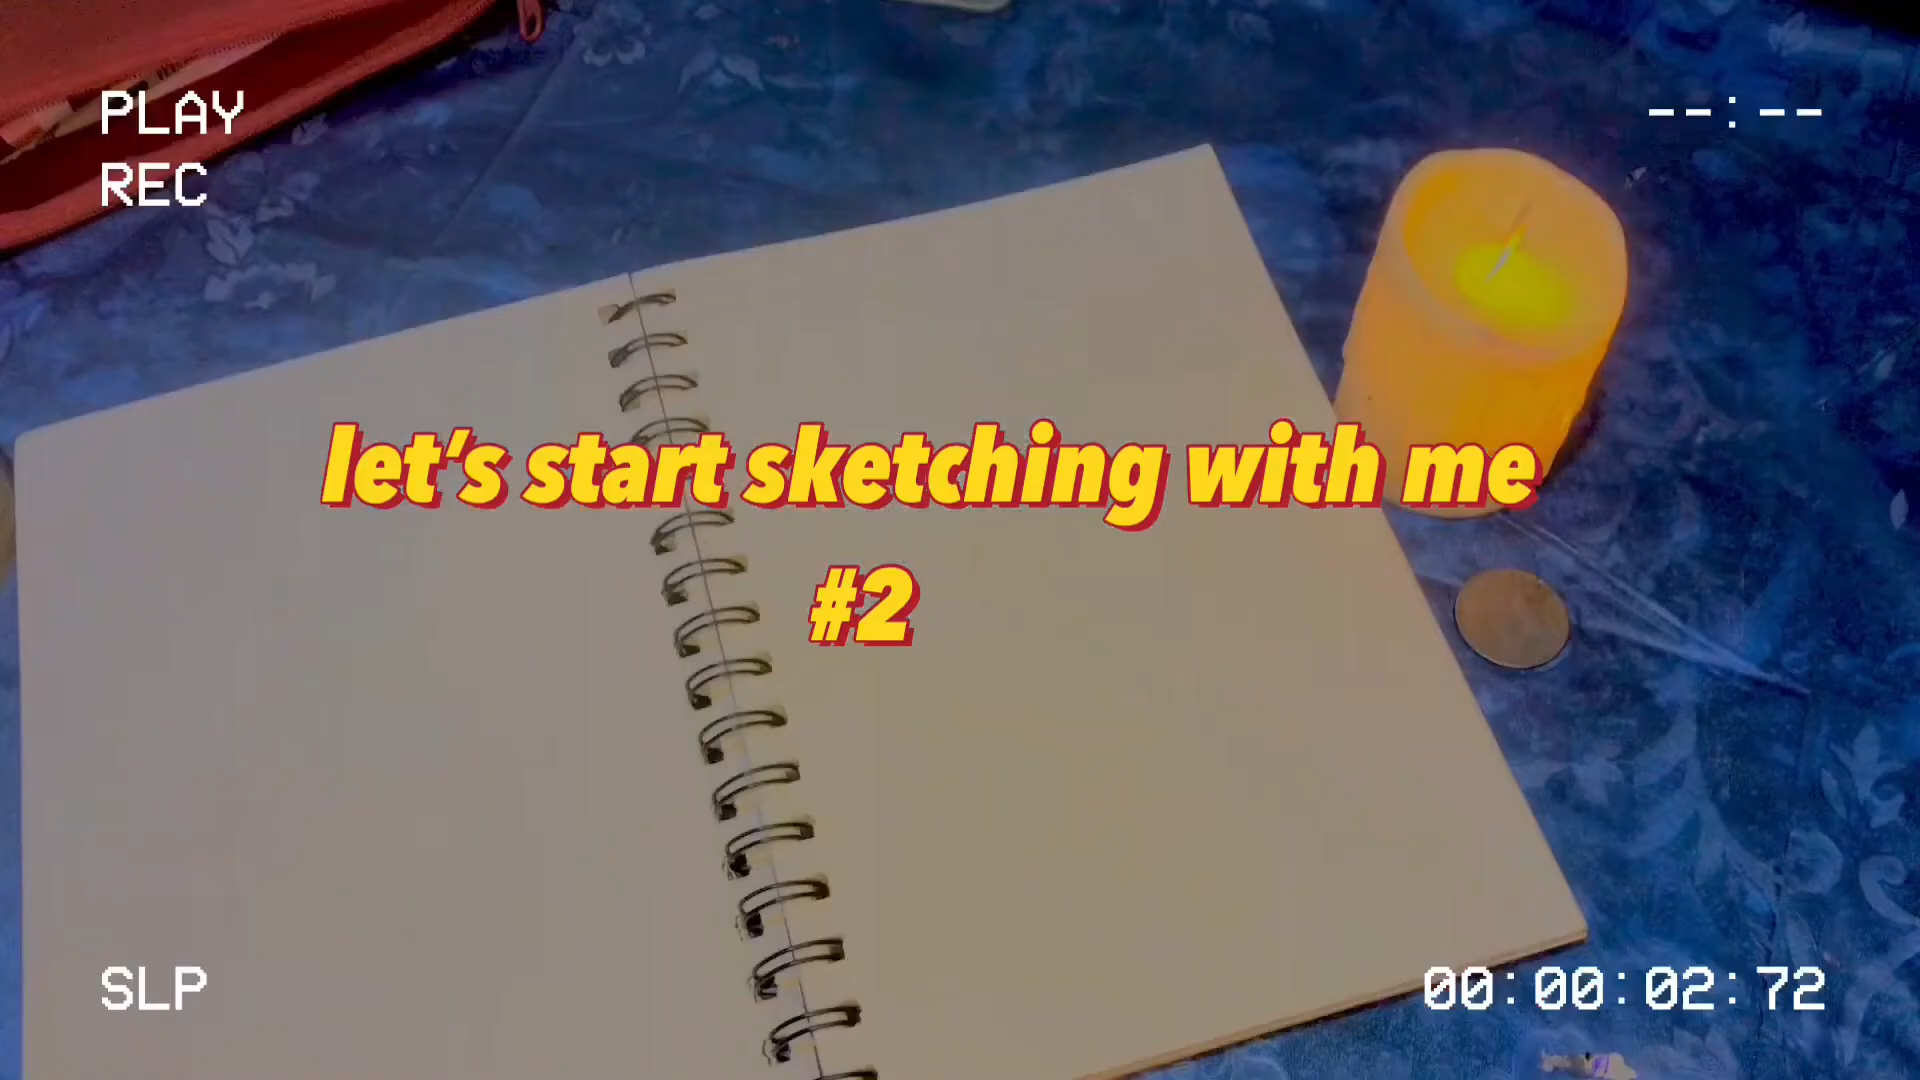 PLAY
REC
--:--
let's start sketching with me
#2
SLP
00:00:02:72